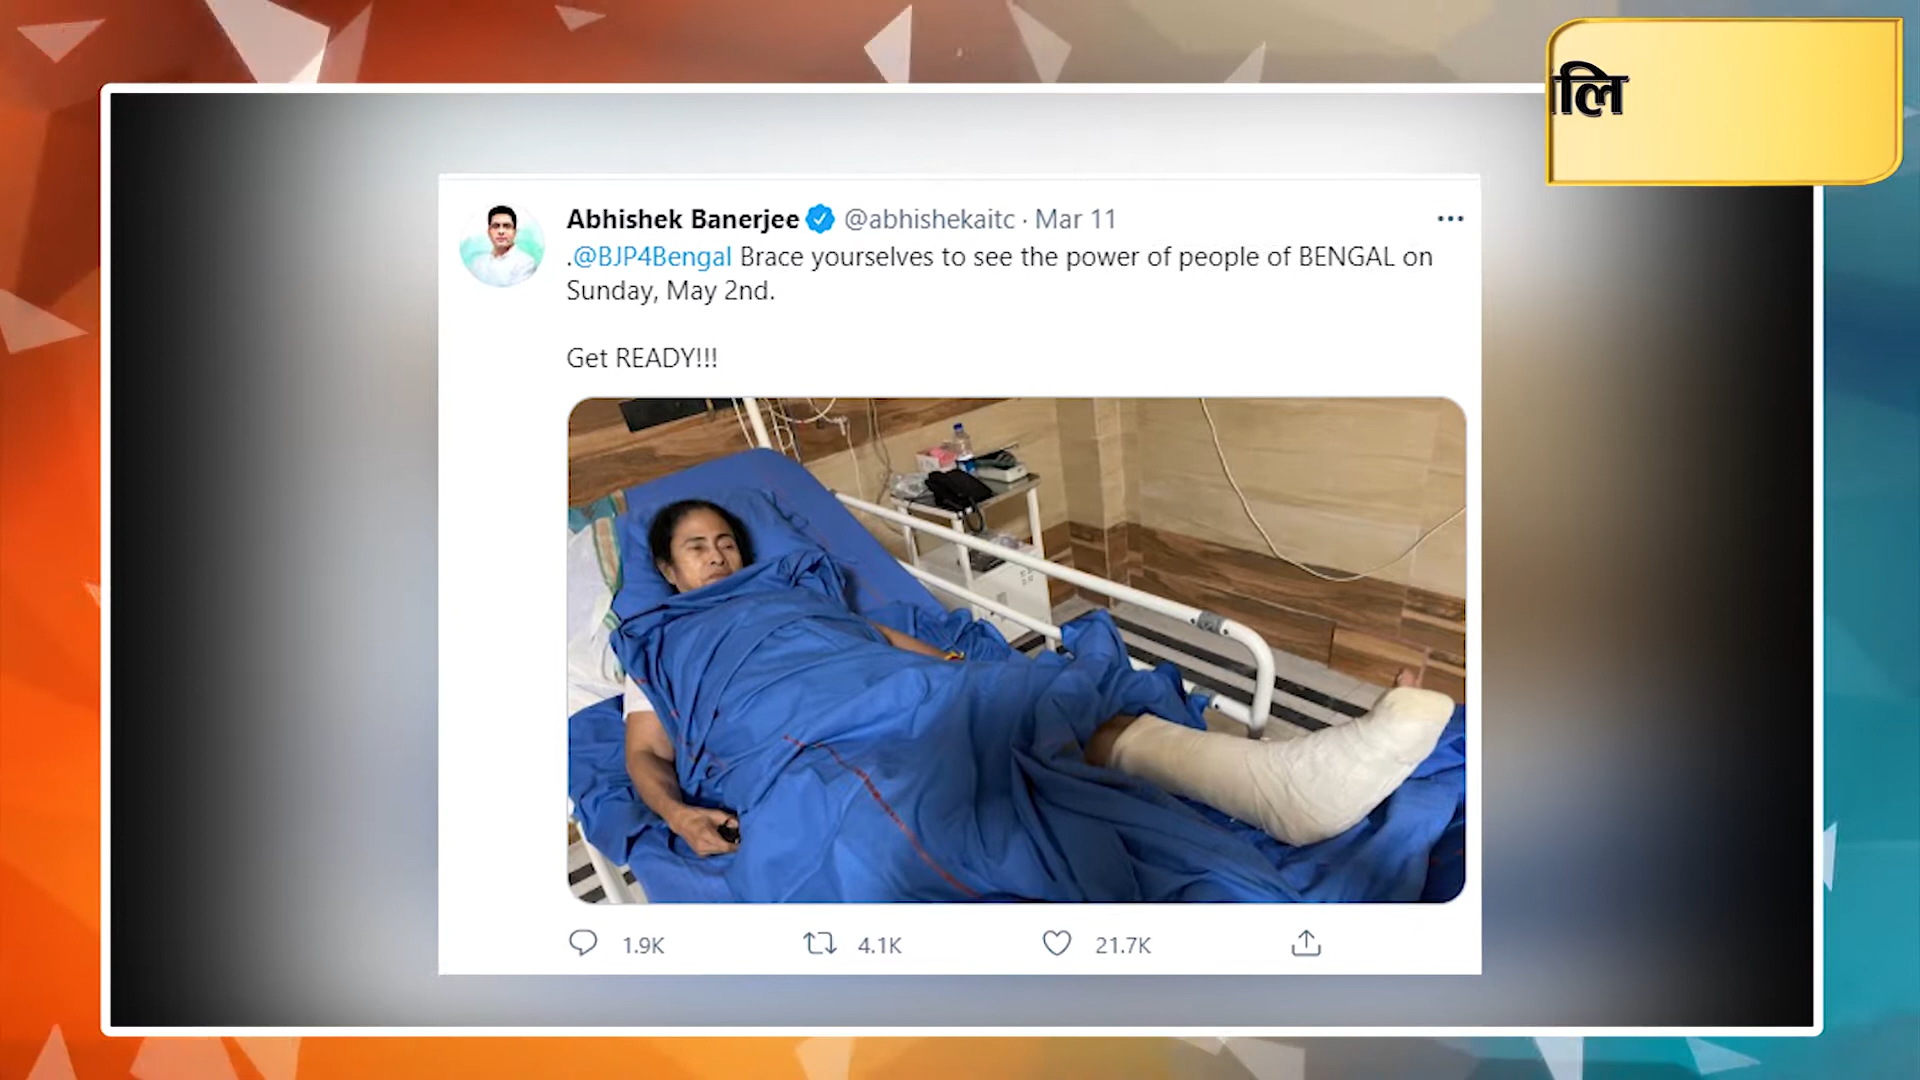 लि
Abhishek Banerjee @abhishekaitc · Mar 11
.@BJP4Bengal Brace yourselves to see the power of people of BENGAL on
Sunday, May 2nd.
Get READY!!!
1.9K 4.1K 21.7K